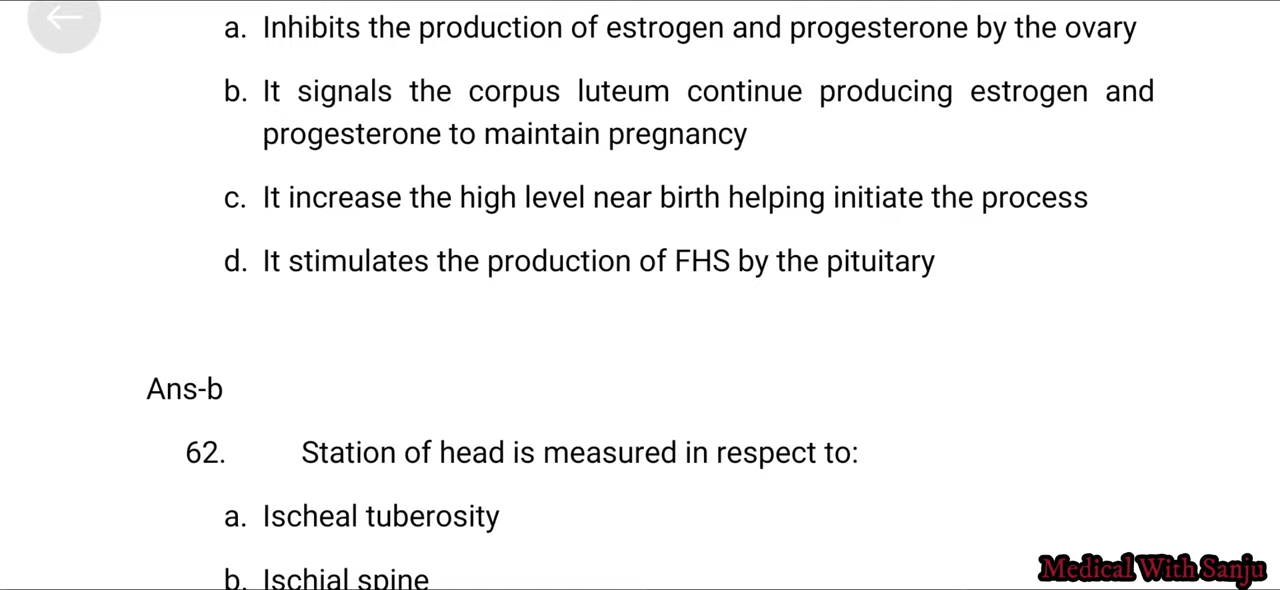 a. Inhibits the production of estrogen and progesterone by the ovary
b. It signals the corpus luteum continue producing estrogen and
progesterone to maintain pregnancy
c. It increase the high level near birth helping initiate the process
d. It stimulates the production of FHS by the pituitary
Ans-b
62. Station of head is measured in respect to:
a. Ischeal tuberosity
b. Ischial spine
Medical With Sanju